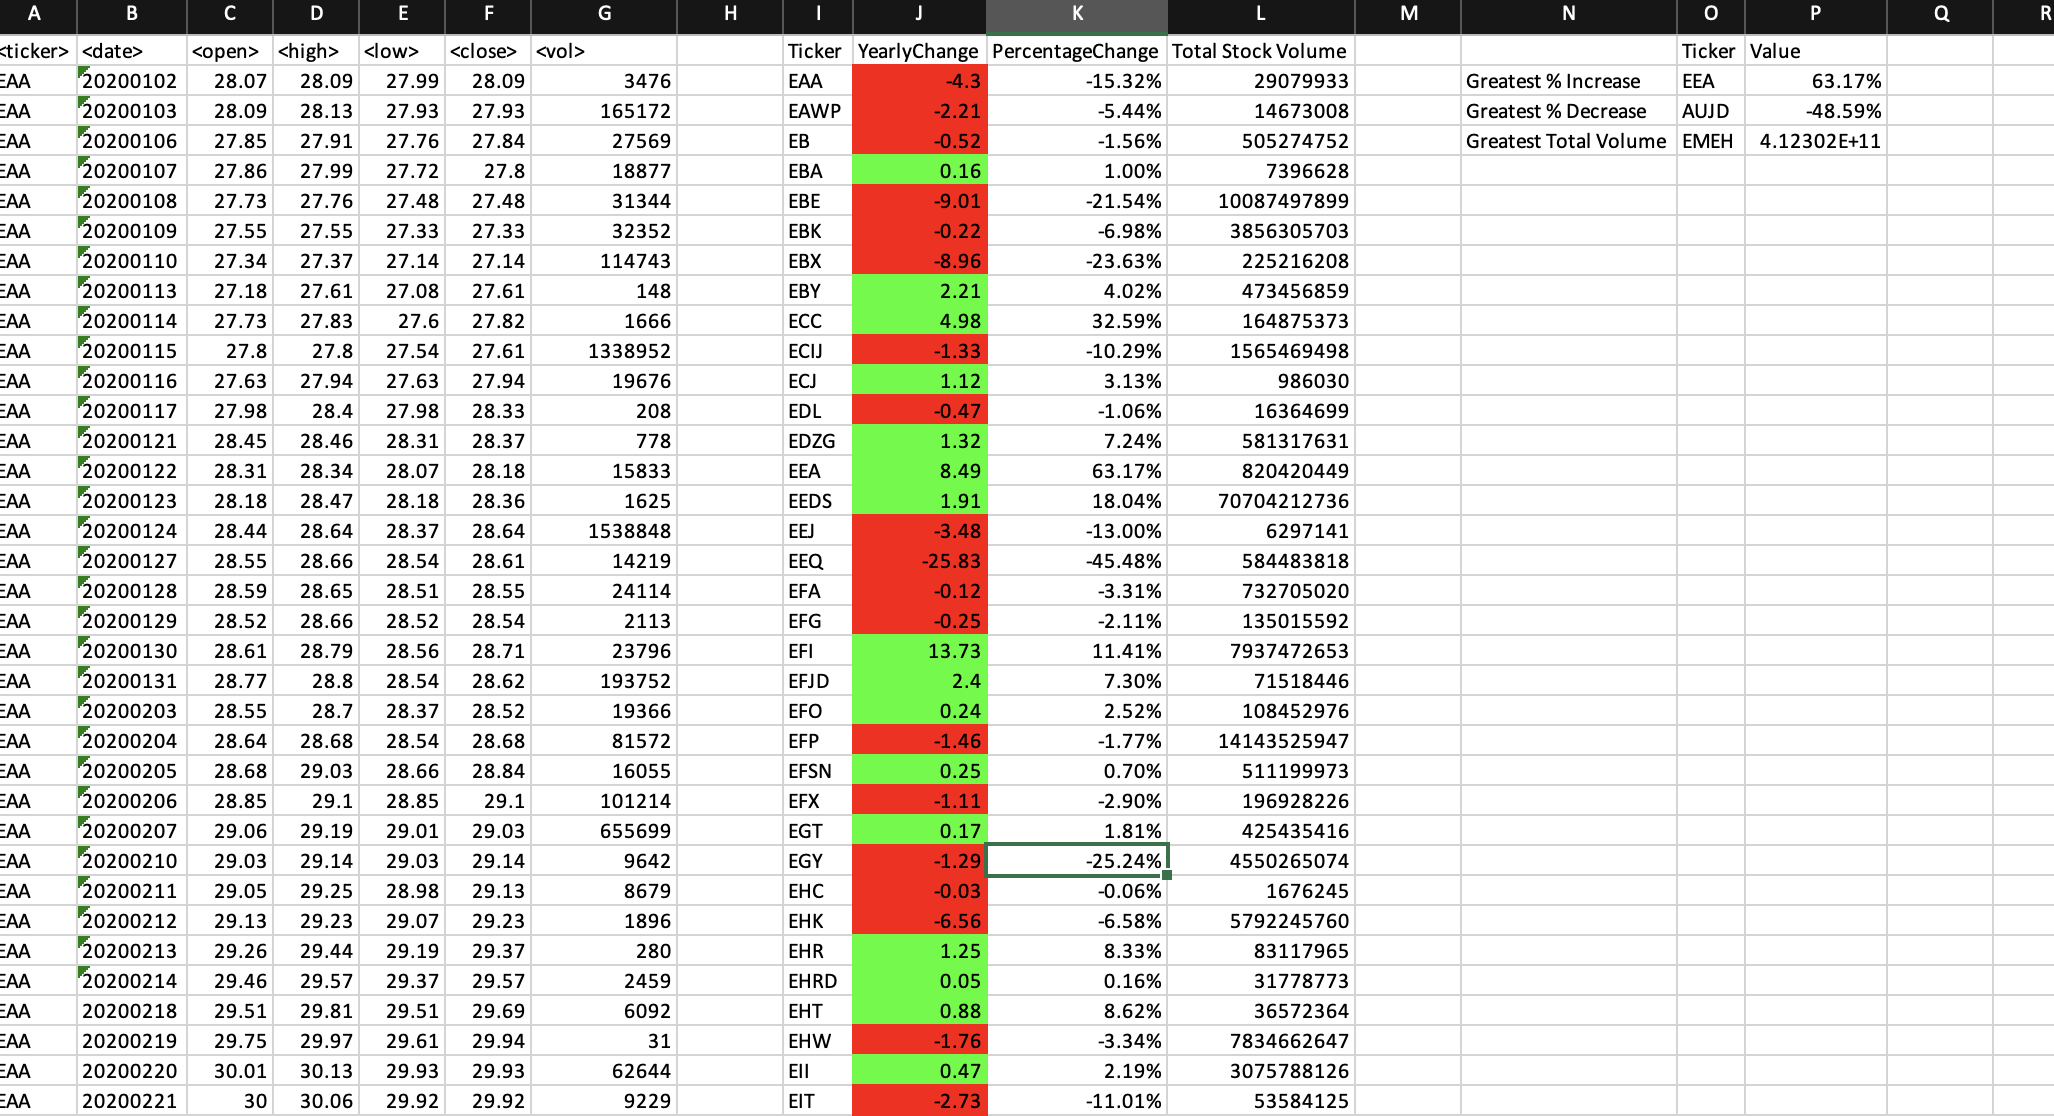 A B C D E F G H I J K L M N O P Q R
<ticker> <date> <open> <high> <low> <close> <vol> Ticker YearlyChange PercentageChange Total Stock Volume Ticker Value
EAA 20200102 28.07 28.09 27.99 28.09 3476 EAA -4.3 -15.32% 29079933 Greatest % Increase EEA 63.17%
EAA 20200103 28.09 28.13 27.93 27.93 165172 EAWP -2.21 -5.44% 14673008 Greatest % Decrease AUJD -48.59%
EAA 20200106 27.85 27.91 27.76 27.84 27569 EB -0.52 -1.56% 505274752 Greatest Total Volume EMEH 4.12302E+11
EAA 20200107 27.86 27.99 27.72 27.8 18877 EBA 0.16 1.00% 7396628
EAA 20200108 27.73 27.76 27.48 27.48 31344 EBE -9.01 -21.54% 10087497899
EAA 20200109 27.55 27.55 27.33 27.33 32352 EBK -0.22 -6.98% 3856305703
EAA 20200110 27.34 27.37 27.14 27.14 114743 EBX -8.96 -23.63% 225216208
EAA 20200113 27.18 27.61 27.08 27.61 148 EBY 2.21 4.02% 473456859
EAA 20200114 27.73 27.83 27.6 27.82 1666 ECC 4.98 32.59% 164875373
EAA 20200115 27.8 27.8 27.54 27.61 1338952 ECIJ -1.33 -10.29% 1565469498
EAA 20200116 27.63 27.94 27.63 27.94 19676 ECJ 1.12 3.13% 986030
EAA 20200117 27.98 28.4 27.98 28.33 208 EDL -0.47 -1.06% 16364699
EAA 20200121 28.45 28.46 28.31 28.37 778 EDZG 1.32 7.24% 581317631
EAA 20200122 28.31 28.34 28.07 28.18 15833 EEA 8.49 63.17% 820420449
EAA 20200123 28.18 28.47 28.18 28.36 1625 EEDS 1.91 18.04% 70704212736
EAA 20200124 28.44 28.64 28.37 28.64 1538848 EEJ -3.48 -13.00% 6297141
EAA 20200127 28.55 28.66 28.54 28.61 14219 EEQ -25.83 -45.48% 584483818
EAA 20200128 28.59 28.65 28.51 28.55 24114 EFA -0.12 -3.31% 732705020
EAA 20200129 28.52 28.66 28.52 28.54 2113 EFG -0.25 -2.11% 135015592
EAA 20200130 28.61 28.79 28.56 28.71 23796 EFI 13.73 11.41% 7937472653
EAA 20200131 28.77 28.8 28.54 28.62 193752 EFJD 2.4 7.30% 71518446
EAA 20200203 28.55 28.7 28.37 28.52 19366 EFO 0.24 2.52% 108452976
EAA 20200204 28.64 28.68 28.54 28.68 81572 EFP -1.46 -1.77% 14143525947
EAA 20200205 28.68 29.03 28.66 28.84 16055 EFSN 0.25 0.70% 511199973
EAA 20200206 28.85 29.1 28.85 29.1 101214 EFX -1.11 -2.90% 196928226
EAA 20200207 29.06 29.19 29.01 29.03 655699 EGT 0.17 1.81% 425435416
EAA 20200210 29.03 29.14 29.03 29.14 9642 EGY -1.29 -25.24% 4550265074
EAA 20200211 29.05 29.25 28.98 29.13 8679 EHC -0.03 -0.06% 1676245
EAA 20200212 29.13 29.23 29.07 29.23 1896 EHK -6.56 -6.58% 5792245760
EAA 20200213 29.26 29.44 29.19 29.37 280 EHR 1.25 8.33% 83117965
EAA 20200214 29.46 29.57 29.37 29.57 2459 EHRD 0.05 0.16% 31778773
EAA 20200218 29.51 29.81 29.51 29.69 6092 EHT 0.88 8.62% 36572364
EAA 20200219 29.75 29.97 29.61 29.94 31 EHW -1.76 -3.34% 7834662647
EAA 20200220 30.01 30.13 29.93 29.93 62644 EII 0.47 2.19% 3075788126
EAA 20200221 30 30.06 29.92 29.92 9229 EIT -2.73 -11.01% 53584125